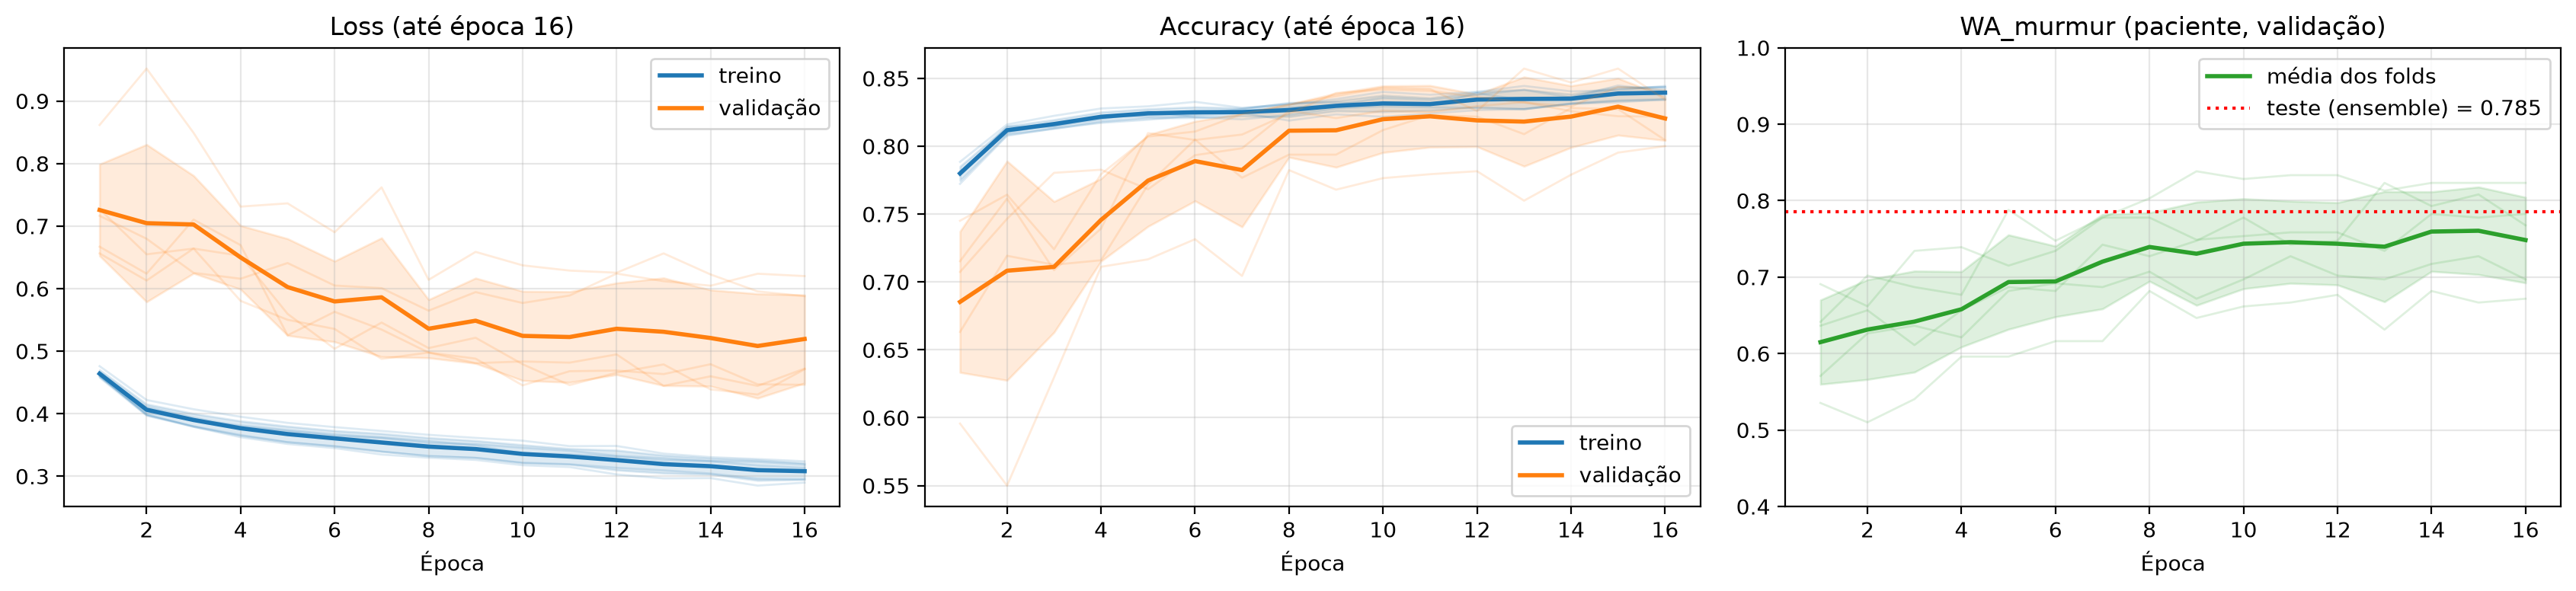 Loss (até época 16)
treino
validação
0.9
0.8
0.7
0.6
0.5
0.4
0.3
2 4 6 8 10 12 14 16
Época
Accuracy (até época 16)
0.85
0.80
0.75
0.70
0.65
0.60
0.55
treino
validação
2 4 6 8 10 12 14 16
Época
WA_murmur (paciente, validação)
1.0
média dos folds
teste (ensemble) = 0.785
0.9
0.8
0.7
0.6
0.5
0.4
2 4 6 8 10 12 14 16
Época